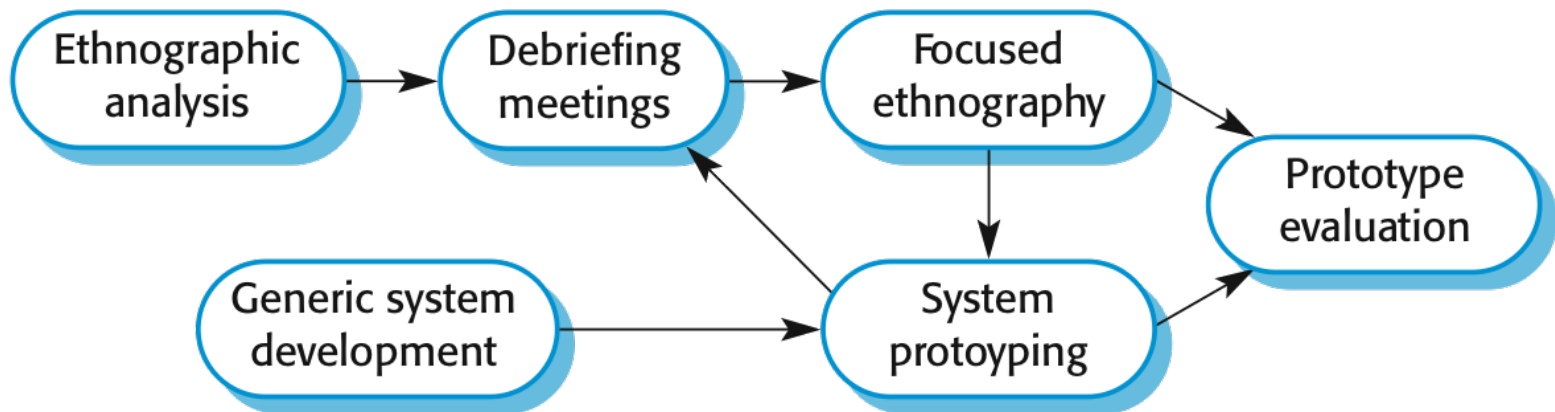 Ethnographic
analysis
Debriefing
meetings
Focused
ethnography
Prototype
evaluation
Generic system
development
System
protoyping